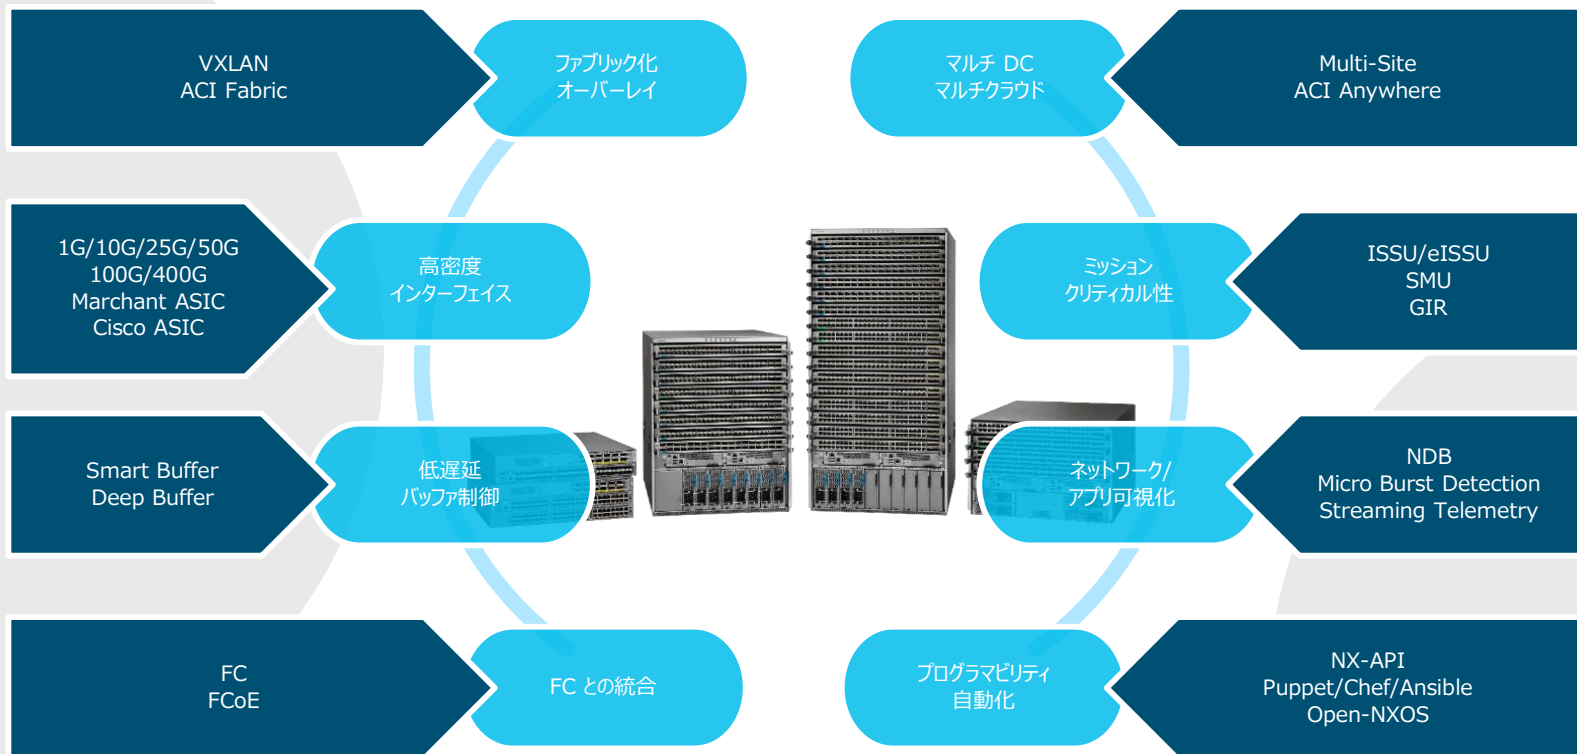 VXLAN
ACI Fabric
ファブリック化
オーバーレイ
マルチ DC
マルチクラウド
Multi-Site
ACI Anywhere
1G/10G/25G/50G
100G/400G
Marchant ASIC
Cisco ASIC
高密度
インターフェイス
ミッション
クリティカル性
ISSU/eISSU
SMU
GIR
Smart Buffer
Deep Buffer
低遅延
バッファ制御
ネットワーク/
アプリ可視化
NDB
Micro Burst Detection
Streaming Telemetry
FC
FCoE
FC との統合
プログラマビリティ
自動化
NX-API
Puppet/Chef/Ansible
Open-NXOS